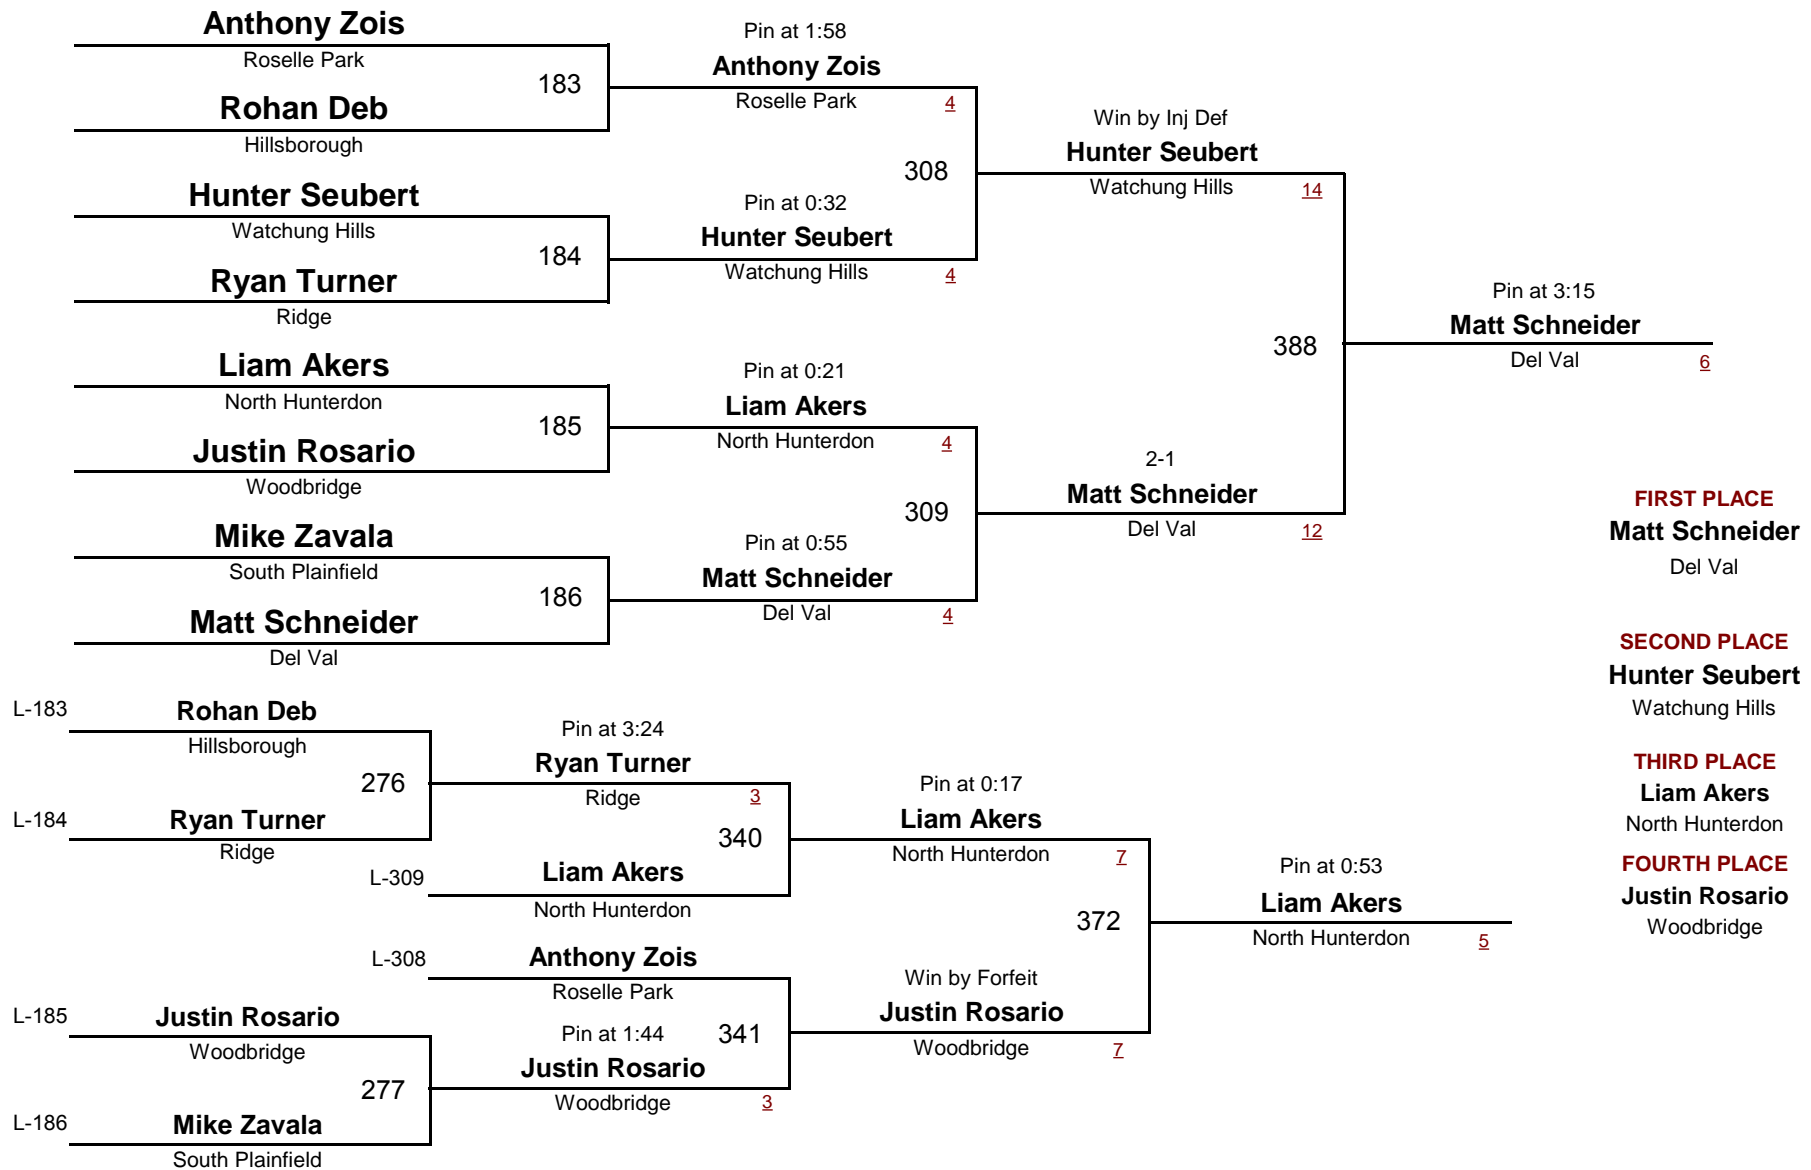 Anthony Zois
Roselle Park
183
Rohan Deb
Hillsborough
Hunter Seubert
Watchung Hills
184
Ryan Turner
Ridge
Liam Akers
North Hunterdon
185
Justin Rosario
Woodbridge
Mike Zavala
South Plainfield
186
Matt Schneider
Del Val
Pin at 1:58
Anthony Zois
Roselle Park
4
308
Pin at 0:32
Hunter Seubert
Watchung Hills
4
Pin at 0:21
Liam Akers
North Hunterdon
4
309
Pin at 0:55
Matt Schneider
Del Val
4
Win by Inj Def
Hunter Seubert
Watchung Hills
14
388
2-1
Matt Schneider
Del Val
12
Pin at 3:15
Matt Schneider
Del Val
6
FIRST PLACE
Matt Schneider
Del Val
SECOND PLACE
Hunter Seubert
Watchung Hills
THIRD PLACE
Liam Akers
North Hunterdon
FOURTH PLACE
Justin Rosario
Woodbridge
L-183
Rohan Deb
Hillsborough
276
L-184
Ryan Turner
Ridge
Pin at 3:24
Ryan Turner
Ridge
3
340
L-309
Liam Akers
North Hunterdon
L-308
Anthony Zois
Roselle Park
341
L-185
Justin Rosario
Woodbridge
277
L-186
Mike Zavala
South Plainfield
Pin at 1:44
Justin Rosario
Woodbridge
3
Pin at 0:17
Liam Akers
North Hunterdon
7
372
Win by Forfeit
Justin Rosario
Woodbridge
7
Pin at 0:53
Liam Akers
North Hunterdon
5